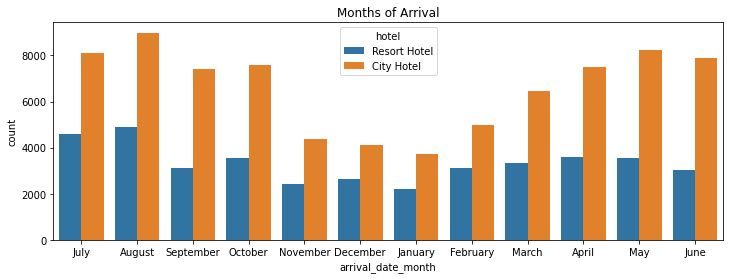 Months of Arrival
hotel
Resort Hotel
City Hotel
count
8000
6000
4000
2000
0
July August September October November December January February March April May June
arrival_date_month